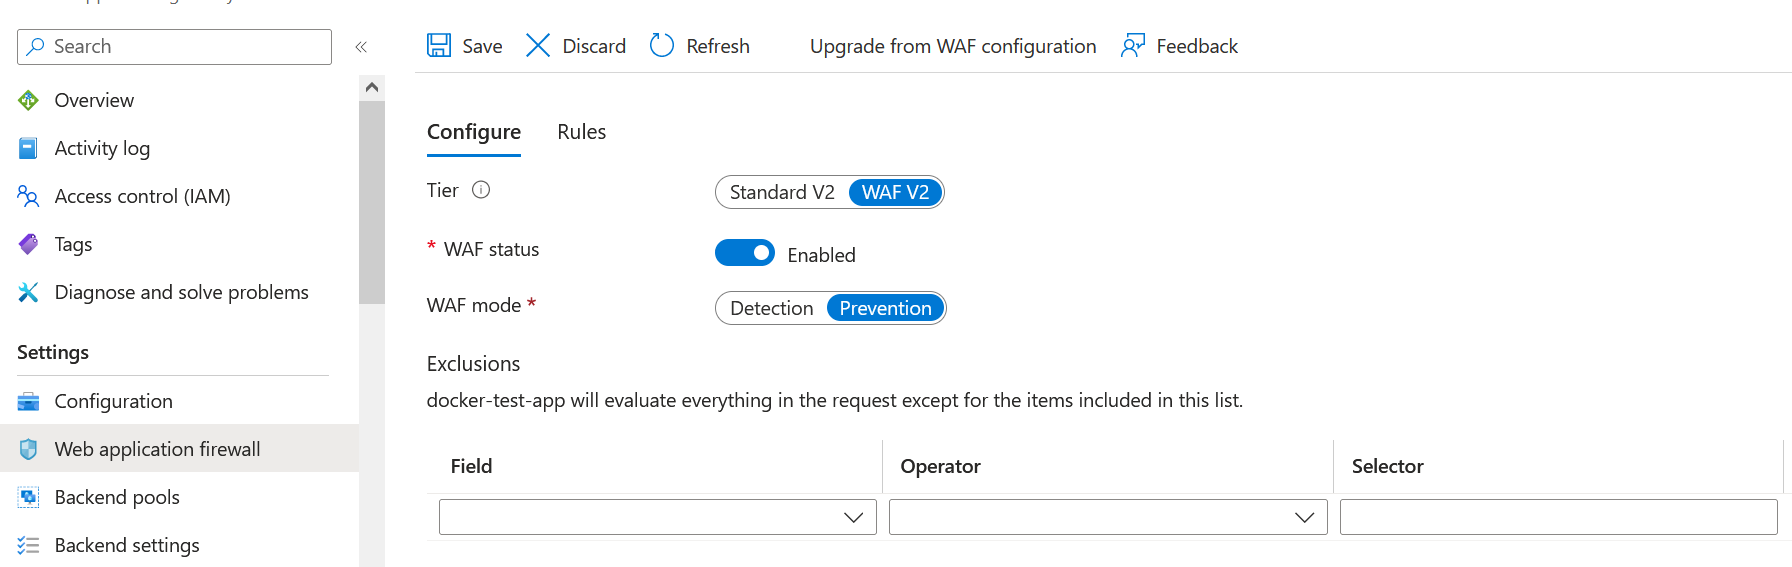 Search
Save
Discard
Refresh
Upgrade from WAF configuration
Feedback
Overview
Activity log
Access control (IAM)
Tags
Diagnose and solve problems
Settings
Configuration
Web application firewall
Backend pools
Backend settings
Configure
Rules
Tier
Standard V2
WAF V2
* WAF status
Enabled
WAF mode *
Detection
Prevention
Exclusions
docker-test-app will evaluate everything in the request except for the items included in this list.
Field
Operator
Selector